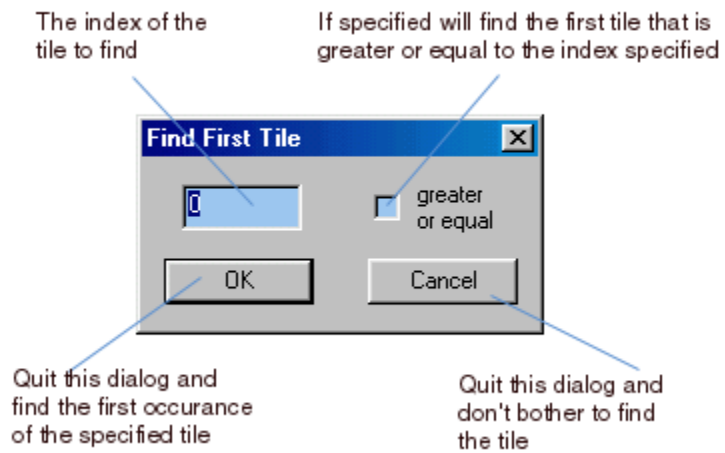 The index of the
tile to find
If specified will find the first tile that is
greater or equal to the index specified
Find First Tile
0
greater
or equal
OK
Cancel
Quit this dialog and
find the first occurance
of the specified tile
Quit this dialog and
don't bother to find
the tile